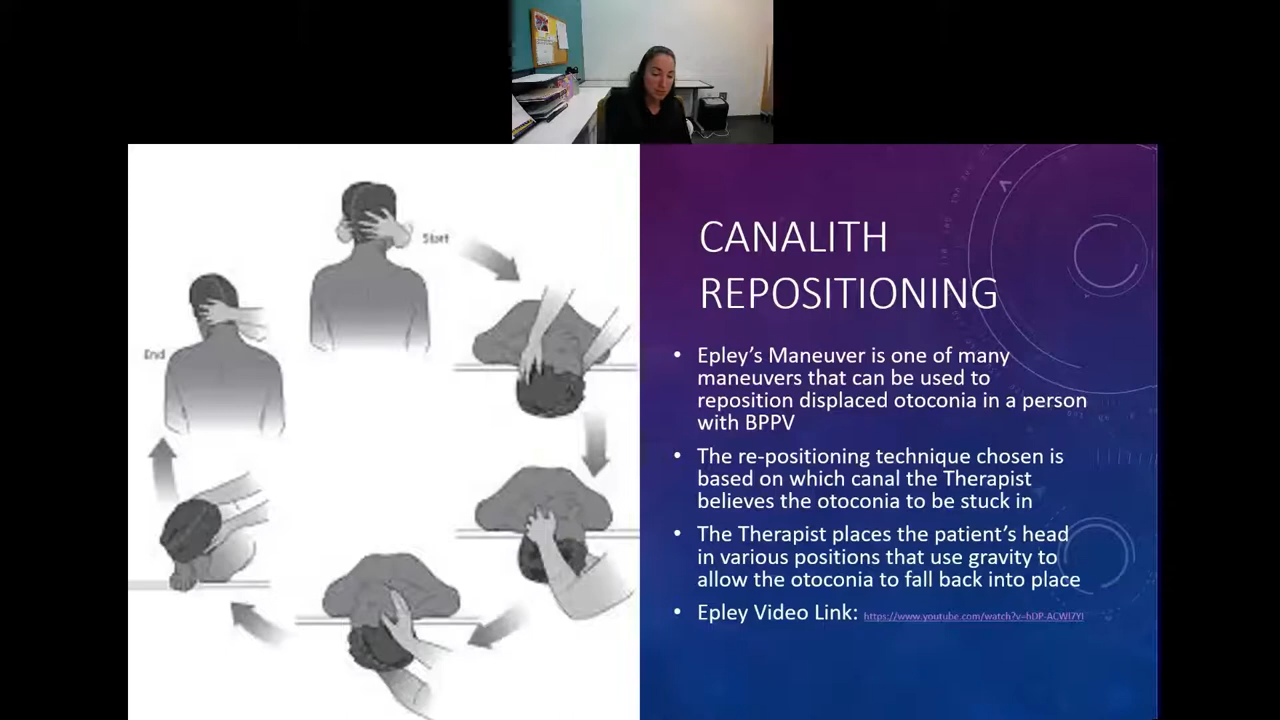 Start
End
CANALITH
REPOSITIONING
• Epley's Maneuver is one of many
maneuvers that can be used to
reposition displaced otoconia in a person
with BPPV
• The re-positioning technique chosen is
based on which canal the Therapist
believes the otoconia to be stuck in
• The Therapist places the patient's head
in various positions that use gravity to
allow the otoconia to fall back into place
• Epley Video Link: